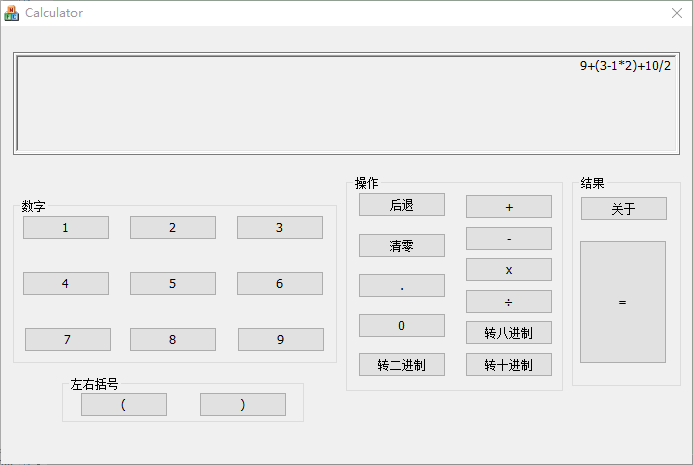 Calculator
9+(3-1*2)+10/2
数字
1
2
3
4
5
6
7
8
9
左右括号
(
)
操作
后退
+
清零
-
.
x
0
÷
转八进制
转二进制
转十进制
结果
关于
=